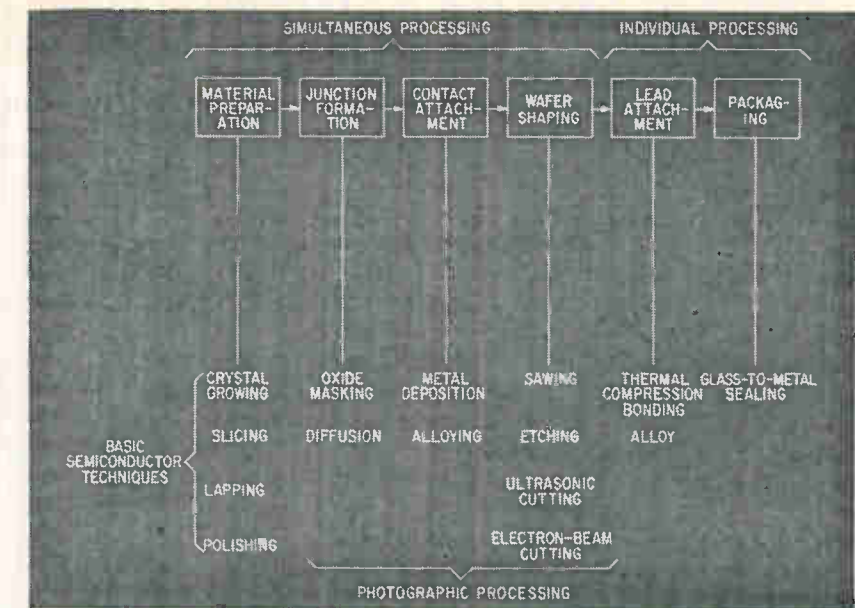 SIMULTANEOUS PROCESSING
INDIVIDUAL PROCESSING
MATERIAL
PREPAR-
ATION
JUNCTION
FORMA-
TION
CONTACT
ATTACH-
MENT
WAFER
SHAPING
LEAD
ATTACH-
MENT
PACKAG-
ING
BASIC
SEMICONDUCTOR
TECHNIQUES
CRYSTAL
GROWING
SLICING
LAPPING
POLISHING
OXIDE
MASKING
DIFFUSION
METAL
DEPOSITION
ALLOYING
SAWING
ETCHING
ULTRASONIC
CUTTING
ELECTRON-BEAM
CUTTING
THERMAL
COMPRESSION
BONDING
ALLOY
GLASS-TO-METAL
SEALING
PHOTOGRAPHIC PROCESSING